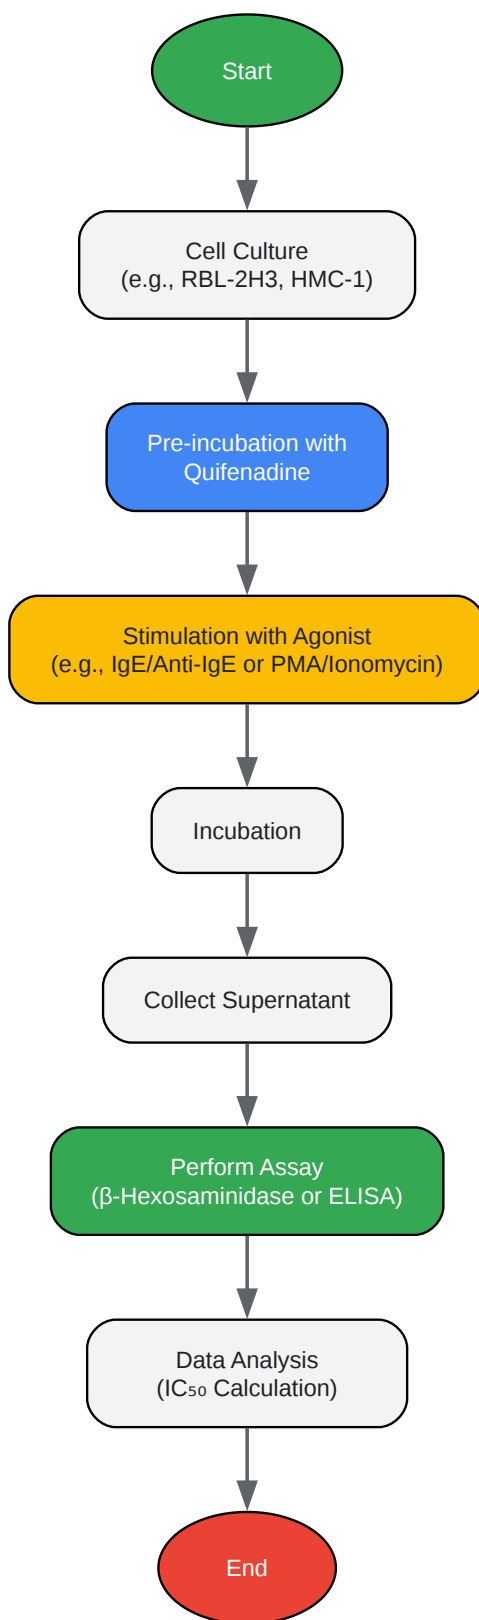 Start
Cell Culture
(e.g., RBL-2H3, HMC-1)
Pre-incubation with
Quifenadine
Stimulation with Agonist
(e.g., IgE/Anti-IgE or PMA/Ionomycin)
Incubation
Collect Supernatant
Perform Assay
(β-Hexosaminidase or ELISA)
Data Analysis
(IC₅₀ Calculation)
End